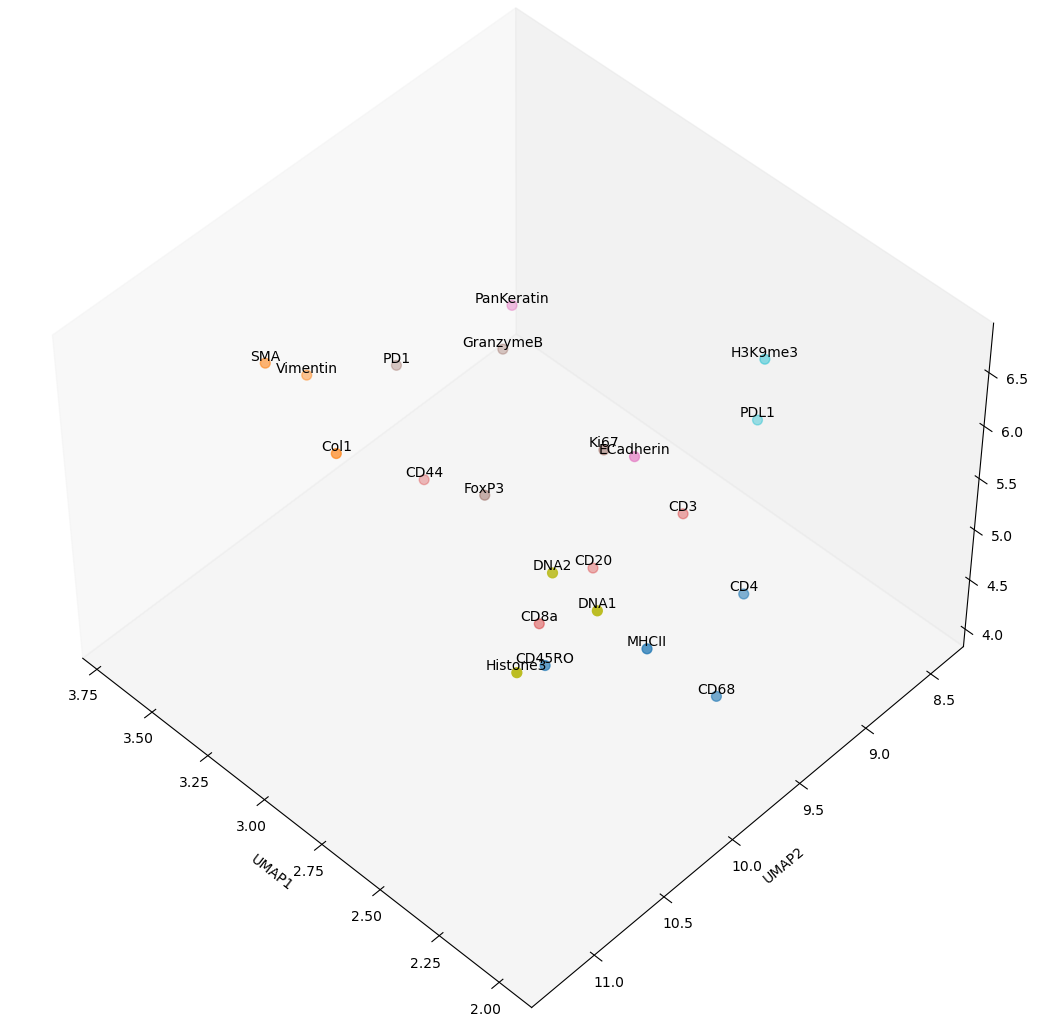 PanKeratin
GranzymeB
SMA
Vimentin
PD1
H3K9me3
PDL1
Col1
Ki67
ECadherin
CD44
FoxP3
CD3
DNA2
CD20
CD4
DNA1
CD8a
MHCII
CD45RO
Histone3
CD68
6.5
6.0
5.5
5.0
4.5
4.0
3.75
3.50
3.25
3.00
2.75
2.50
2.25
2.00
UMAP1
8.5
9.0
9.5
10.0
10.5
11.0
UMAP2